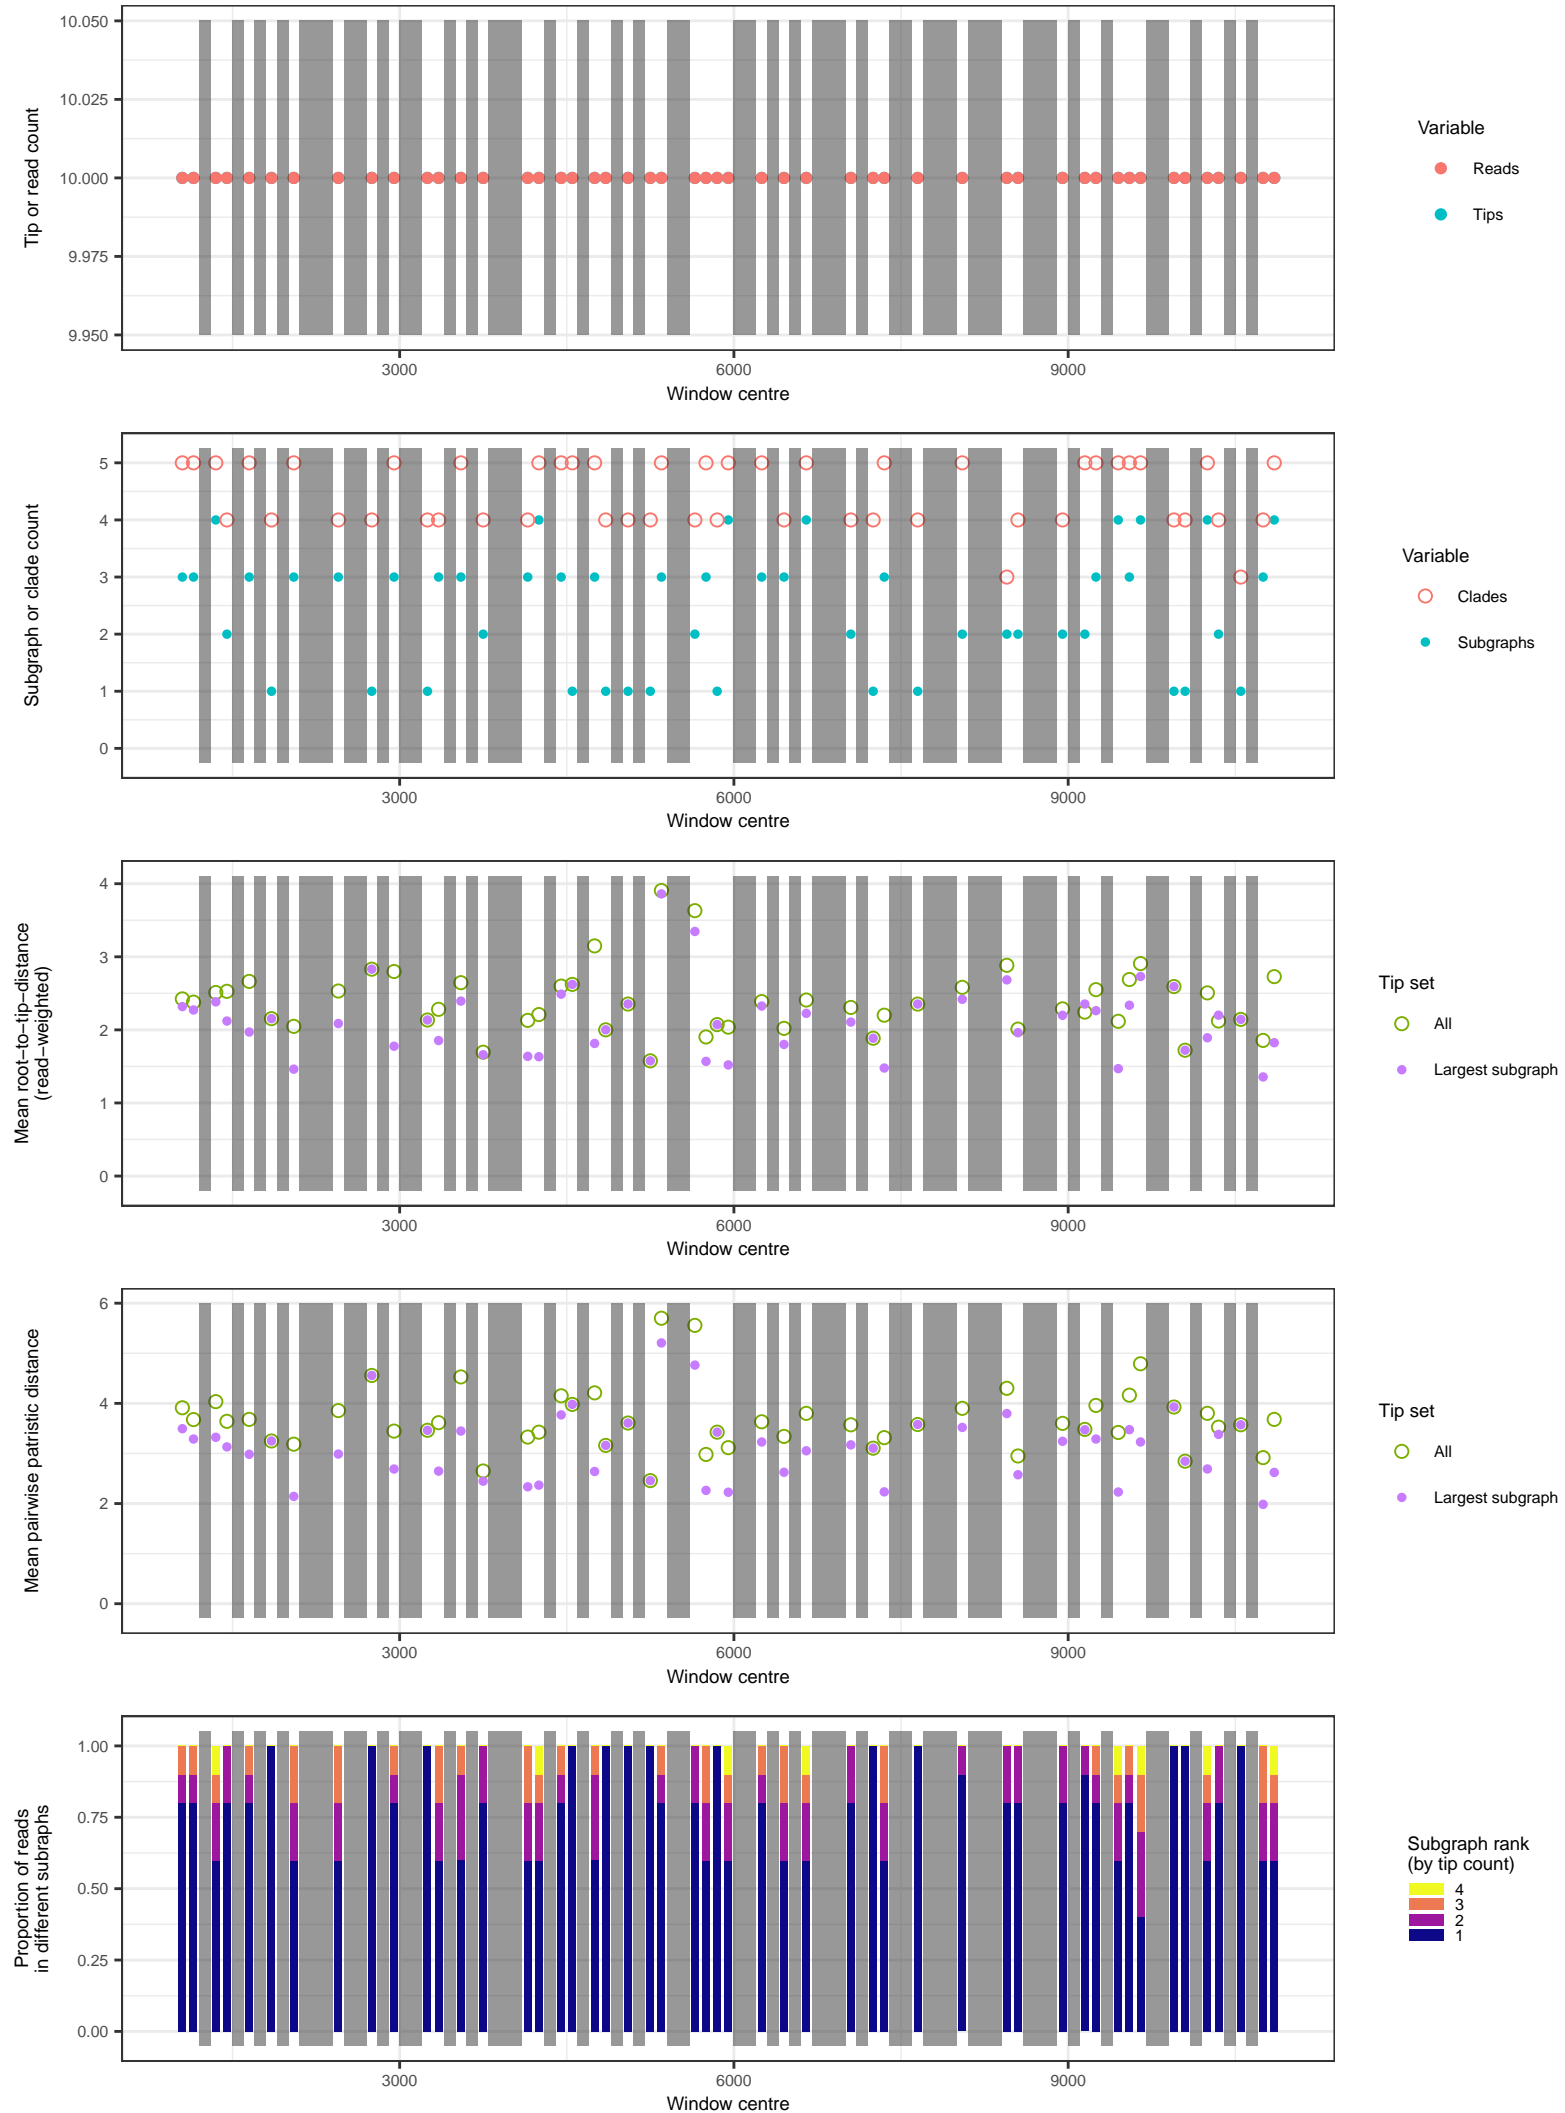 10.050
10.025
10.000
9.975
9.950
Tip or read count
3000
6000
9000
Window centre
Variable
Reads
Tips
5
4
3
2
1
0
Subgraph or clade count
3000
6000
9000
Window centre
Variable
Clades
Subgraphs
4
3
2
1
0
Mean root−to−tip−distance
(read−weighted)
3000
6000
9000
Window centre
Tip set
All
Largest subgraph
6
4
2
0
Mean pairwise patristic distance
3000
6000
9000
Window centre
Tip set
All
Largest subgraph
1.00
0.75
0.50
0.25
0.00
Proportion of reads
in different subraphs
3000
6000
9000
Window centre
Subgraph rank
(by tip count)
4
3
2
1